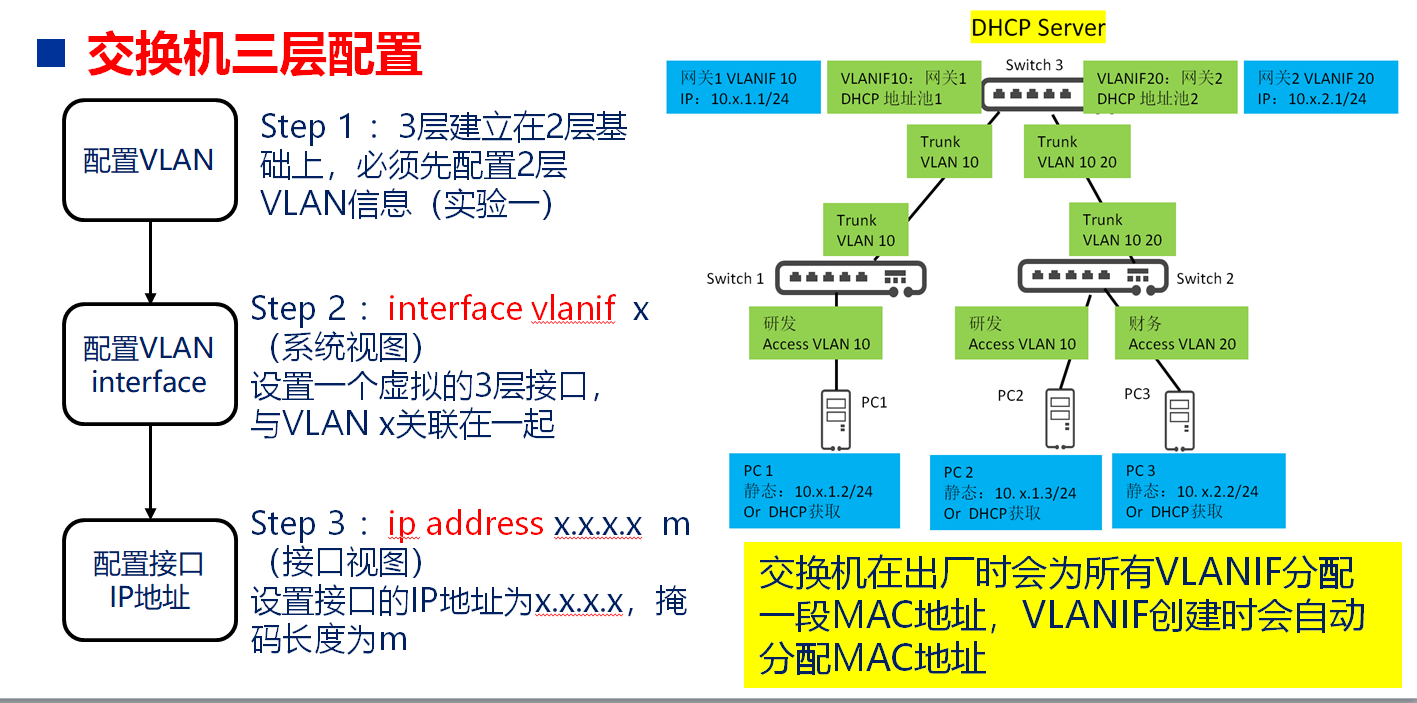 交换机三层配置
配置VLAN
Step 1 ：3层建立在2层基
础上，必须先配置2层
VLAN信息（实验一）
配置VLAN
interface
Step 2 ：interface vlanif x
（系统视图）
设置一个虚拟的3层接口，
与VLAN x关联在一起
配置接口
IP地址
Step 3 ：ip address x.x.x.x m
（接口视图）
设置接口的IP地址为x.x.x.x，掩
码长度为m
DHCP Server
Switch 3
网关1 VLANIF 10
IP：10.x.1.1/24
VLANIF10：网关1
DHCP 地址池1
VLANIF20：网关2
DHCP 地址池2
网关2 VLANIF 20
IP：10.x.2.1/24
Trunk
VLAN 10
Trunk
VLAN 10 20
Trunk
VLAN 10
Trunk
VLAN 10 20
Switch 1
Switch 2
研发
Access VLAN 10
研发
Access VLAN 10
财务
Access VLAN 20
PC1
PC2
PC3
PC 1
静态：10.x.1.2/24
Or DHCP获取
PC 2
静态：10. x.1.3/24
Or DHCP获取
PC 3
静态：10. x.2.2/24
Or DHCP获取
交换机在出厂时会为所有VLANIF分配
一段MAC地址，VLANIF创建时会自动
分配MAC地址